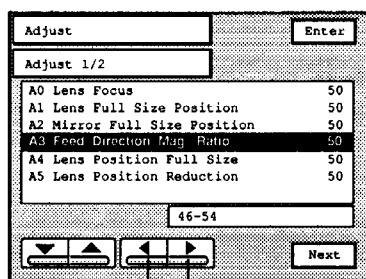 Adjust
Enter
Adjust 1/2
A0 Lens Focus 50
A1 Lens Full Size Position 50
A2 Mirror Full Size Position 50
A3 Feed Direction Mag. Ratio 50
A4 Lens Position Full Size 50
A5 Lens Position Reduction 50
46-54
Next